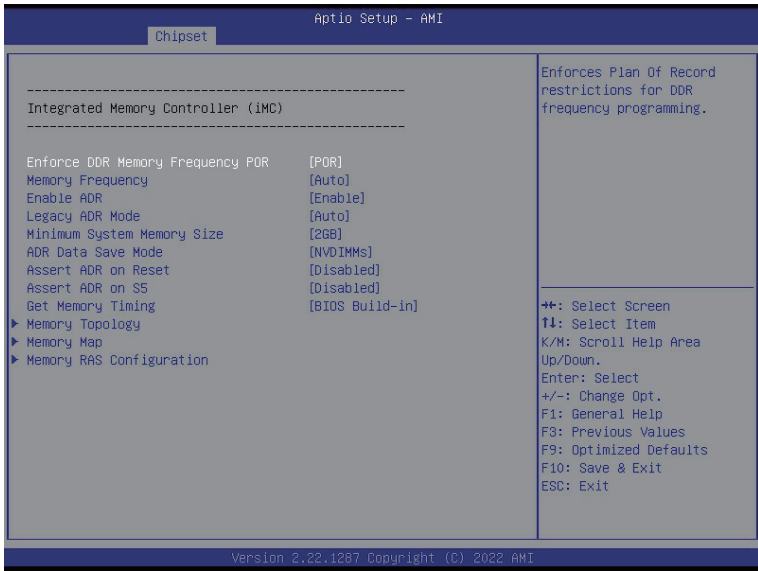 Aptio Setup – AMI
Chipset
--------------------------------------------------
Integrated Memory Controller (iMC)
--------------------------------------------------
Enforce DDR Memory Frequency POR [POR]
Memory Frequency [Auto]
Enable ADR [Enable]
Legacy ADR Mode [Auto]
Minimum System Memory Size [2GB]
ADR Data Save Mode [NVDIMMs]
Assert ADR on Reset [Disabled]
Assert ADR on S5 [Disabled]
Get Memory Timing [BIOS Build-in]
Memory Topology
Memory Map
Memory RAS Configuration
Enforces Plan Of Record
restrictions for DDR
frequency programming.
→←: Select Screen
↑↓: Select Item
K/M: Scroll Help Area
Up/Down.
Enter: Select
+/-: Change Opt.
F1: General Help
F3: Previous Values
F9: Optimized Defaults
F10: Save & Exit
ESC: Exit
Version 2.22.1287 Copyright (C) 2022 AMI